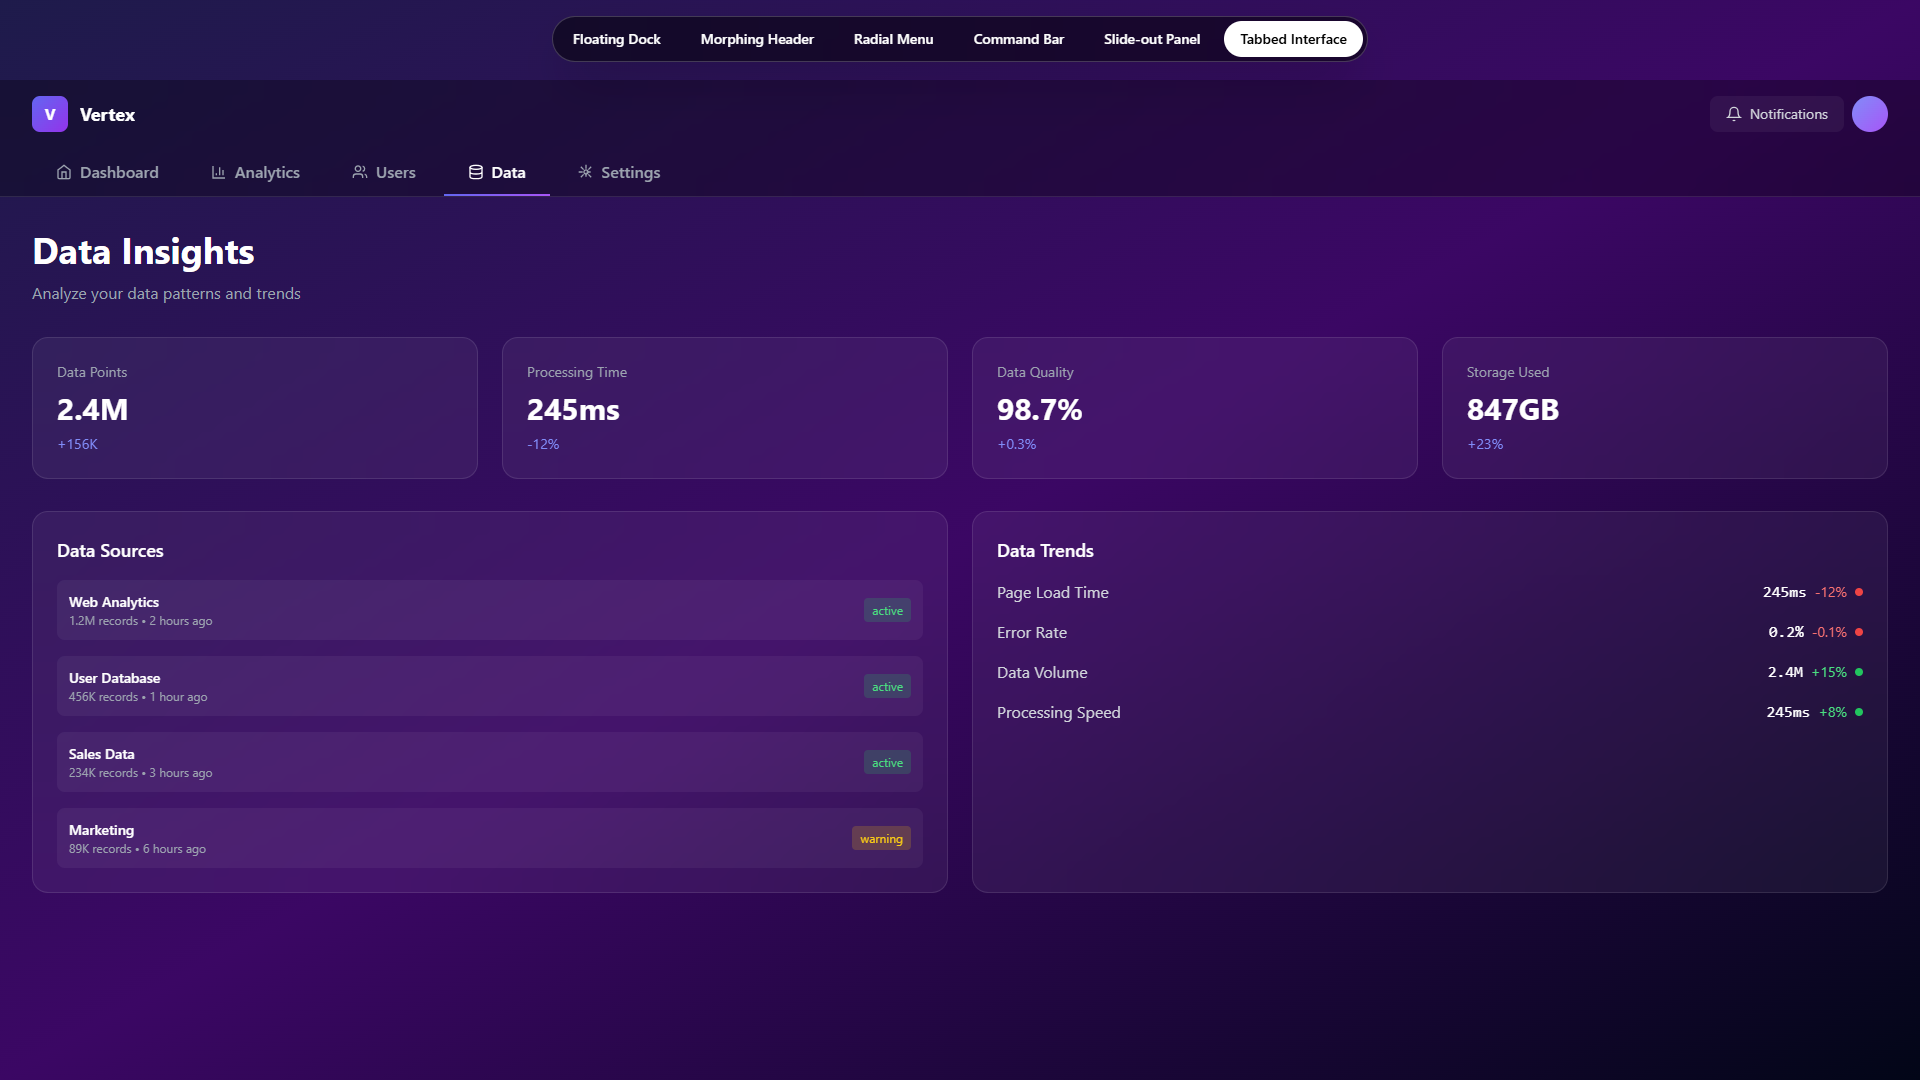 Floating Dock
Morphing Header
Radial Menu
Command Bar
Slide-out Panel
Tabbed Interface
V
Vertex
Notifications
Dashboard
Analytics
Users
Data
Settings
Data Insights
Analyze your data patterns and trends
Data Points
2.4M
+156K
Processing Time
245ms
-12%
Data Quality
98.7%
+0.3%
Storage Used
847GB
+23%
Data Sources
Web Analytics
1.2M records • 2 hours ago
active
User Database
456K records • 1 hour ago
active
Sales Data
234K records • 3 hours ago
active
Marketing
89K records • 6 hours ago
warning
Data Trends
Page Load Time 245ms -12%
Error Rate 0.2% -0.1%
Data Volume 2.4M +15%
Processing Speed 245ms +8%